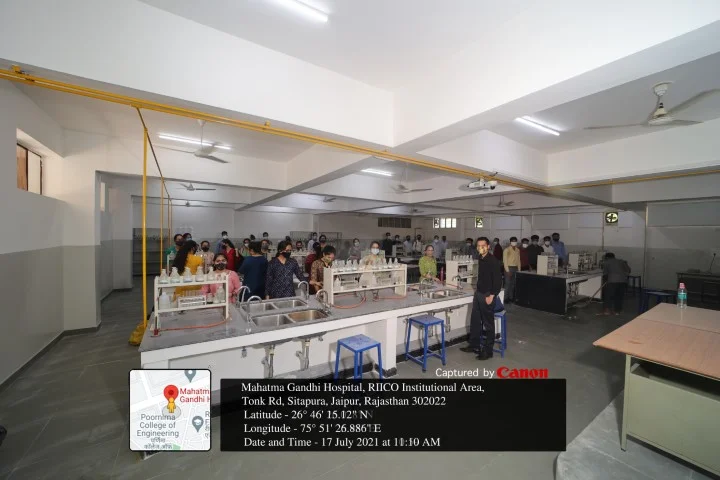 Captured by Canon
Mahatma Gandhi Hospital, RIICO Institutional Area,
Tonk Rd, Sitapura, Jaipur, Rajasthan 302022
Latitude - 26° 46' 15.12" N
Longitude - 75° 51' 26.886" E
Date and Time - 17 July 2021 at 11:10 AM
Mahatm
Gandhi H
Poornima
College of
Engineering